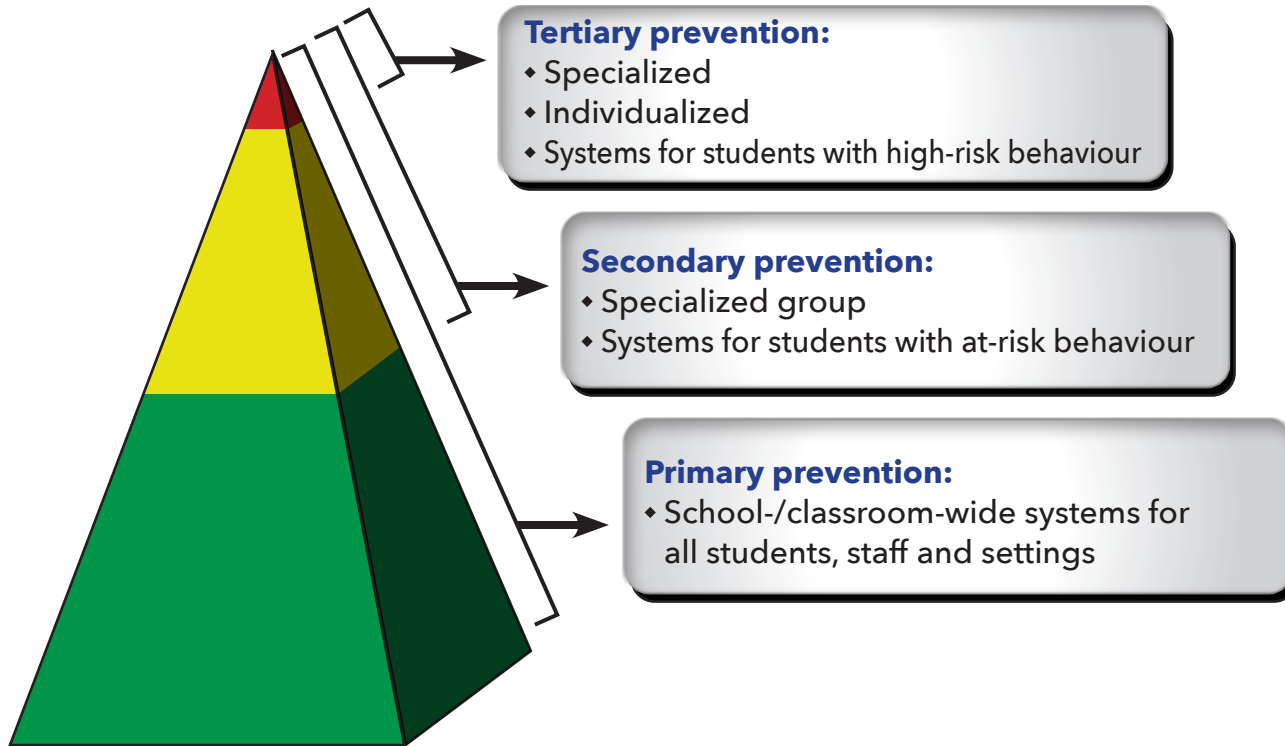 Tertiary prevention:
◆ Specialized
◆ Individualized
◆ Systems for students with high-risk behaviour
Secondary prevention:
◆ Specialized group
◆ Systems for students with at-risk behaviour
Primary prevention:
◆ School-/classroom-wide systems for
all students, staff and settings